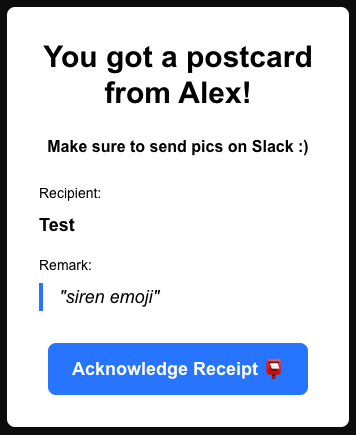 You got a postcard
from Alex!
Make sure to send pics on Slack :)
Recipient:
Test
Remark:
"siren emoji"
Acknowledge Receipt 📮